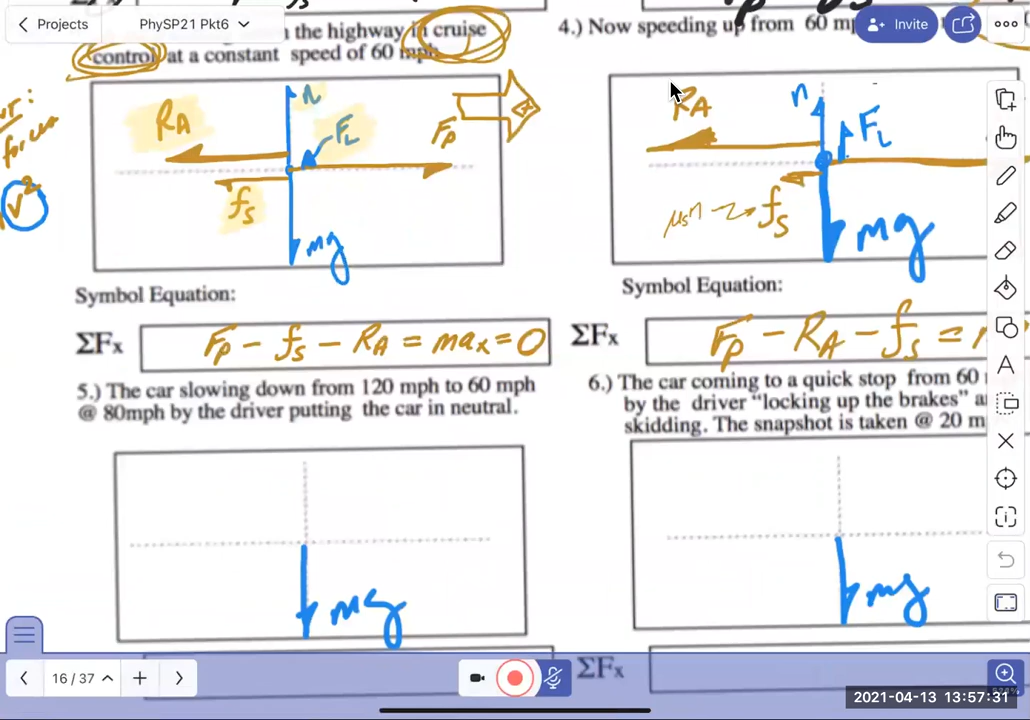 Projects
PhySP21 Pkt6
Invite
the highway in cruise
control at a constant speed of 60 mph
4.) Now speeding up from 60 mp
for
v²
RA
n
FL
Fp
fs
mg
RA
n
FL
μsn
fs
mg
Symbol Equation:
Symbol Equation:
ΣFx
Fp - fs - RA = max = 0
ΣFx
Fp - RA - fs =
5.) The car slowing down from 120 mph to 60 mph
@ 80mph by the driver putting the car in neutral.
6.) The car coming to a quick stop from 60
by the driver “locking up the brakes” a
skidding. The snapshot is taken @ 20 m
mg
mg
A
16 / 37
ΣFx
2021-04-13 13:57:31